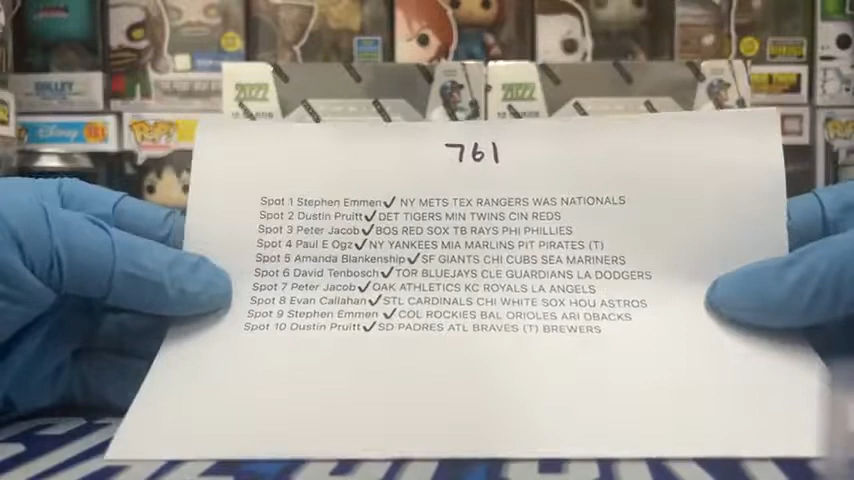 2022
2022
HOLLEY
Disney
POP!
761
Spot 1 Stephen Emmen✓ NY METS TEX RANGERS WAS NATIONALS
Spot 2 Dustin Pruitt✓DET TIGERS MIN TWINS CIN REDS
Spot 3 Peter Jacob✓BOS RED SOX TB RAYS PHI PHILLIES
Spot 4 Paul E Ogz✓NY YANKEES MIA MARLINS PIT PIRATES (T)
Spot 5 Amanda Blankenship✓SF GIANTS CHI CUBS SEA MARINERS
Spot 6 David Tenbosch✓TOR BLUEJAYS CLE GUARDIANS LA DODGERS
Spot 7 Peter Jacob✓OAK ATHLETICS KC ROYALS LA ANGELS
Spot 8 Evan Callahan✓STL CARDINALS CHI WHITE SOX HOU ASTROS
Spot 9 Stephen Emmen ✓COL ROCKIES BAL ORIOLES ARI DBACKS
Spot 10 Dustin Pruitt✓SD PADRES ATL BRAVES (T) BREWERS